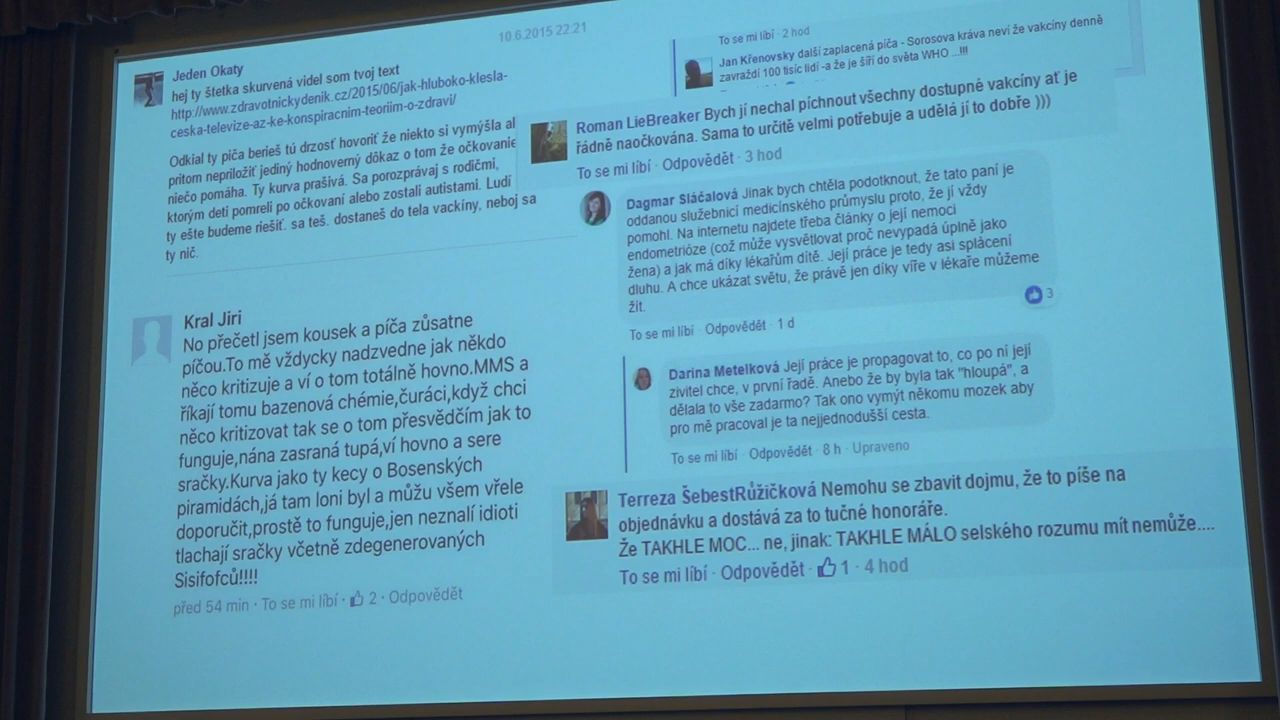 10.6.2015 22:21
Jeden Okaty
hej ty štetka skurvená videl som tvoj text
http://www.zdravotnickydenik.cz/2015/06/jak-hluboko-klesla-
ceska-televize-az-ke-konspiracnim-teoriim-o-zdravi/
Odkial ty piča berieš tú drzosť hovoriť že niekto si vymýšla al
pritom nepriložiť jediný hodnoverný dôkaz o tom že očkovanie
niečo pomáha. Ty kurva prašivá. Sa porozprávaj s rodičmi,
ktorým deti pomreli po očkovaní alebo zostali autistami. Ludí
ty ešte budeme riešiť. sa teš. dostaneš do tela vackíny, neboj sa
ty nič.
Kral Jiri
No přečetl jsem kousek a píča zůsatne
píčou.To mě vždycky nadzvedne jak někdo
něco kritizuje a ví o tom totálně hovno.MMS a
říkají tomu bazenová chémie,čuráci,když chci
něco kritizovat tak se o tom přesvědčím jak to
funguje,nána zasraná tupá,ví hovno a sere
sračky.Kurva jako ty kecy o Bosenských
piramidách,já tam loni byl a můžu všem vřele
doporučit,prostě to funguje,jen neznalí idioti
tlachají sračky včetně zdegenerovaných
Sisifofců!!!!
před 54 min · To se mi líbí · 2 · Odpovědět
To se mi líbí · 2 hod
Jan Křenovsky další zaplacená píča - Sorosova kráva neví že vakcíny denně
zavraždí 100 tisíc lidí -a že je šíří do světa WHO ...!!!
Roman LieBreaker Bych jí nechal píchnout všechny dostupné vakcíny ať je
řádně naočkována. Sama to určitě velmi potřebuje a udělá jí to dobře )))
To se mi líbí · Odpovědět · 3 hod
Dagmar Sláčalová Jinak bych chtěla podotknout, že tato paní je
oddanou služebnicí medicínského průmyslu proto, že jí vždy
pomohl. Na internetu najdete třeba články o její nemoci
endometrióze (což může vysvětlovat proč nevypadá úplně jako
žena) a jak má díky lékařům dítě. Její práce je tedy asi splácení
dluhu. A chce ukázat světu, že právě jen díky víře v lékaře můžeme
žít.
3
To se mi líbí · Odpovědět · 1 d
Darina Metelková Její práce je propagovat to, co po ní její
zivitel chce, v první řadě. Anebo že by byla tak "hloupá", a
dělala to vše zadarmo? Tak ono vymýt někomu mozek aby
pro mě pracoval je ta nejjednodušší cesta.
To se mi líbí · Odpovědět · 8 h · Upraveno
Terreza ŠebestRůžičková Nemohu se zbavit dojmu, že to píše na
objednávku a dostává za to tučné honoráře.
Že TAKHLE MOC... ne, jinak: TAKHLE MÁLO selského rozumu mít nemůže....
To se mi líbí · Odpovědět · 1 · 4 hod